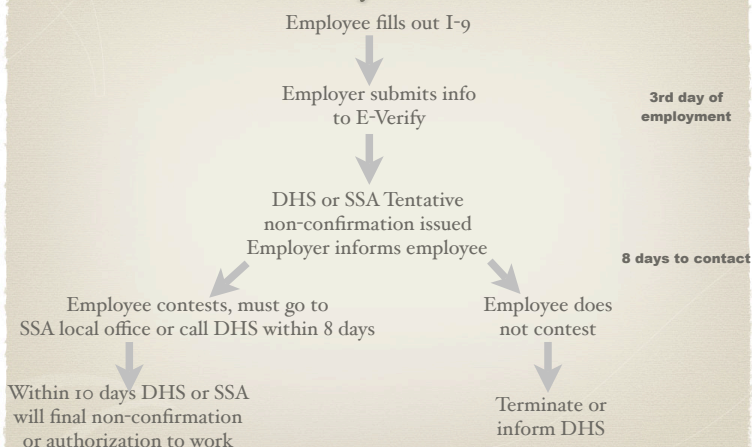 Employee fills out I-9
Employer submits info
to E-Verify
3rd day of
employment
DHS or SSA Tentative
non-confirmation issued
Employer informs employee
8 days to contact
Employee contests, must go to
SSA local office or call DHS within 8 days
Employee does
not contest
Within 10 days DHS or SSA
will final non-confirmation
or authorization to work
Terminate or
inform DHS